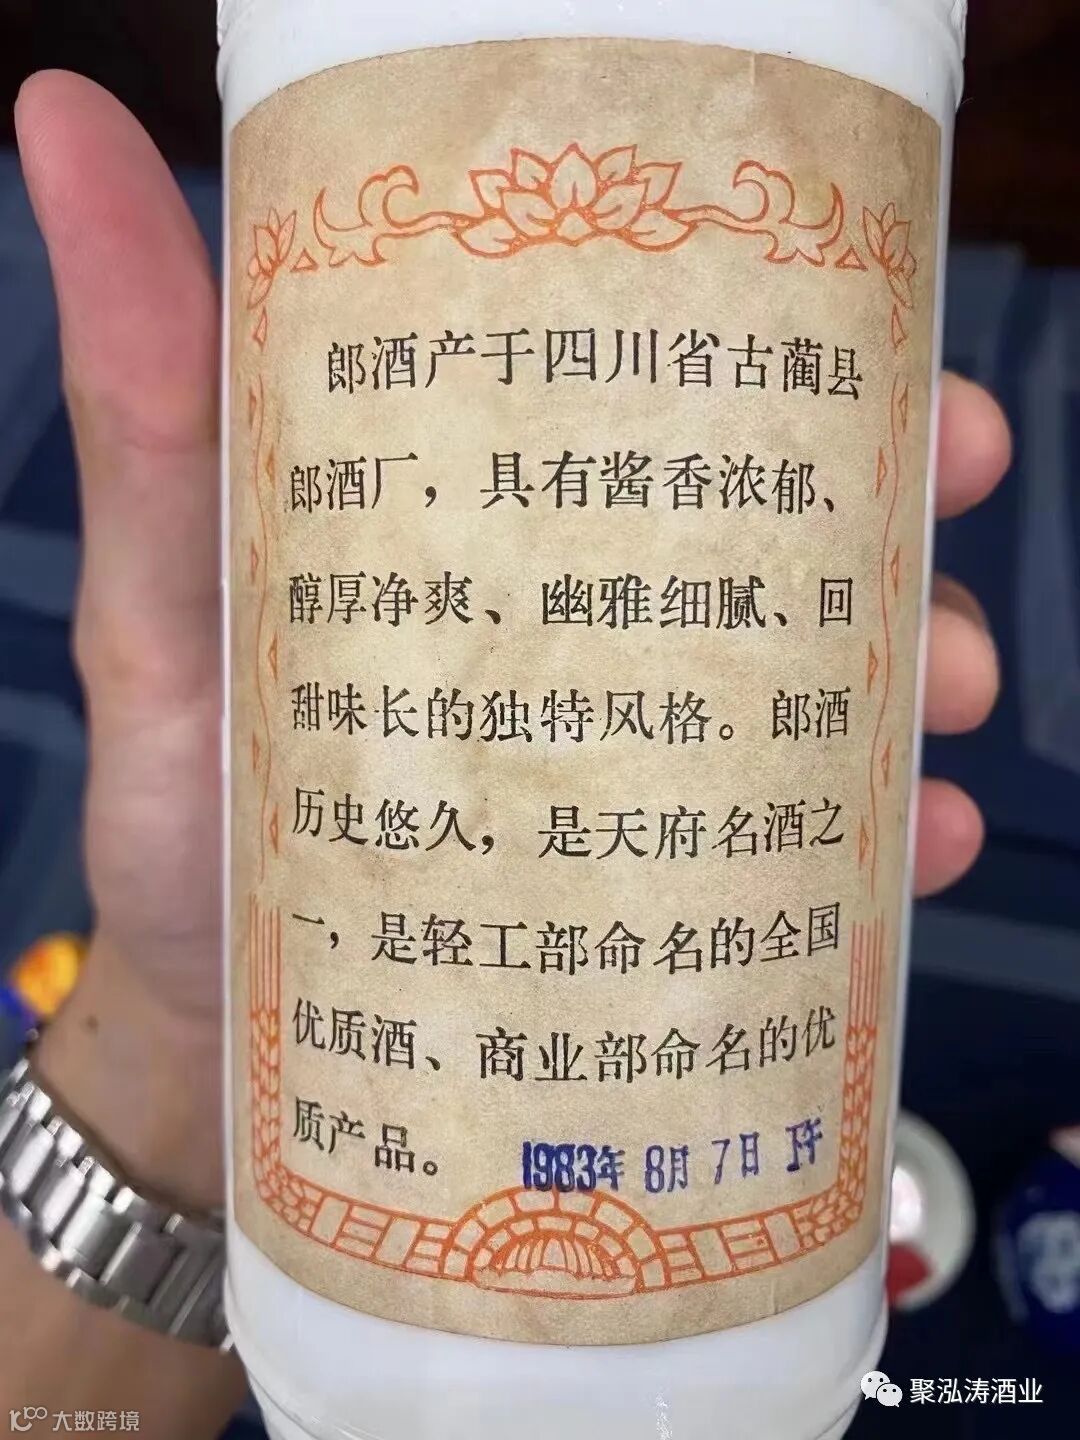 郎酒产于四川省古蔺县
郎酒厂，具有酱香浓郁、
醇厚净爽、幽雅细腻、回
甜味长的独特风格。郎酒
历史悠久，是天府名酒之
一，是轻工部命名的全国
优质酒、商业部命名的优
质产品。
1983年 8月 7日 下午
聚泓涛酒业
大数跨境